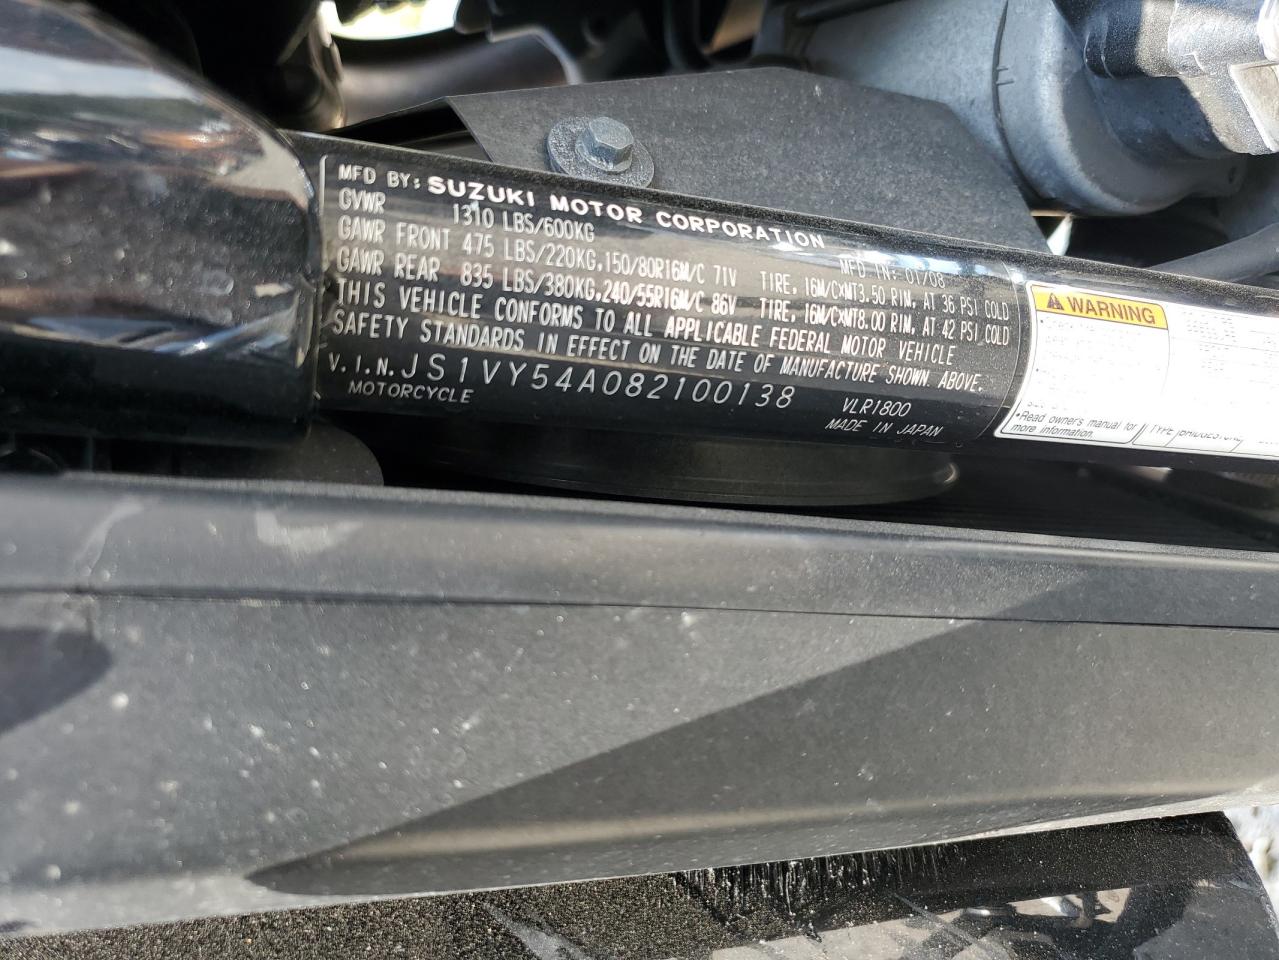 MFD BY: SUZUKI MOTOR CORPORATION
GVWR 1310 LBS/600KG MFD IN: 01/08
GAWR FRONT 475 LBS/220KG,150/80R16M/C 71V TIRE, 16M/CXMT3.50 RIM, AT 36 PSI COLD
GAWR REAR 835 LBS/380KG,240/55R16M/C 86V TIRE, 16M/CXMT8.00 RIM, AT 42 PSI COLD
THIS VEHICLE CONFORMS TO ALL APPLICABLE FEDERAL MOTOR VEHICLE
SAFETY STANDARDS IN EFFECT ON THE DATE OF MANUFACTURE SHOWN ABOVE.
V.I.N.JS1VY54A082100138 VLR1800
MOTORCYCLE MADE IN JAPAN
WARNING
•Read owner's manual for
more information.
TYPE